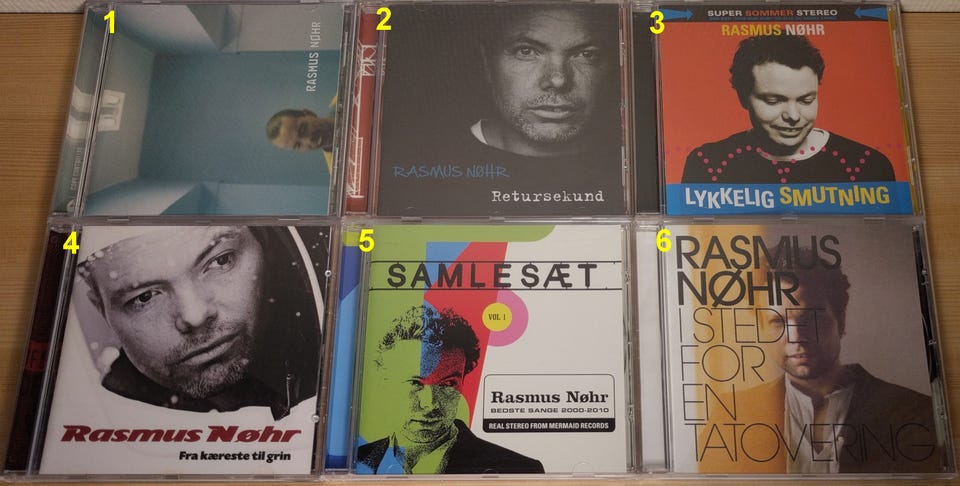 1
RASMUS NØHR
2
RASMUS NØHR
Retursekund
3
SUPER SOMMER STEREO
RASMUS NØHR
LYKKELIG SMUTNING
4
Rasmus Nøhr
Fra kæreste til grin
5
SAMLESÆT
VOL 1
Rasmus Nøhr
BEDSTE SANGE 2000-2010
REAL STEREO FROM MERMAID RECORDS
6
RASMUS
NØHR
I STEDET
FOR
EN
TATOVERING